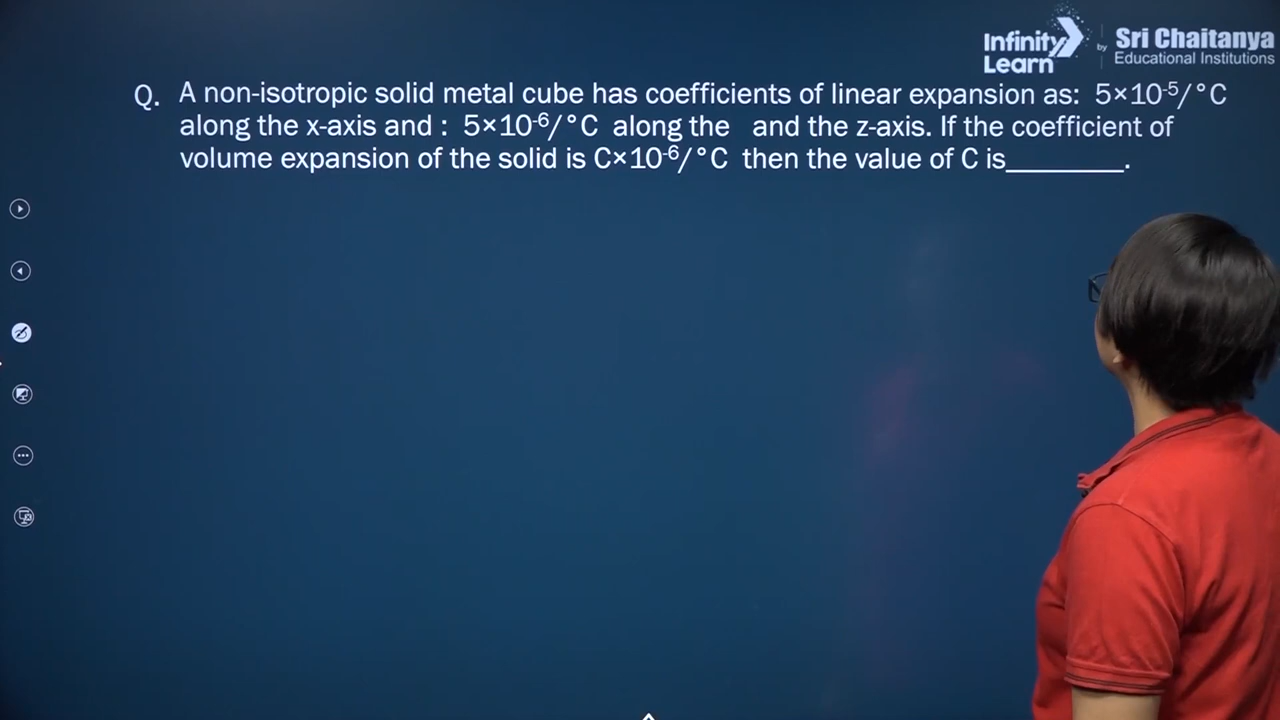 Infinity Learn by Sri Chaitanya Educational Institutions
Q. A non-isotropic solid metal cube has coefficients of linear expansion as: 5×10⁻⁵/°C
along the x-axis and : 5×10⁻⁶/°C along the and the z-axis. If the coefficient of
volume expansion of the solid is C×10⁻⁶/°C then the value of C is________.